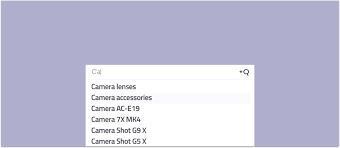 Ca
Camera lenses
Camera accessories
Camera AC-E19
Camera 7X MK4
Camera Shot G9 X
Camera Shot G5 X